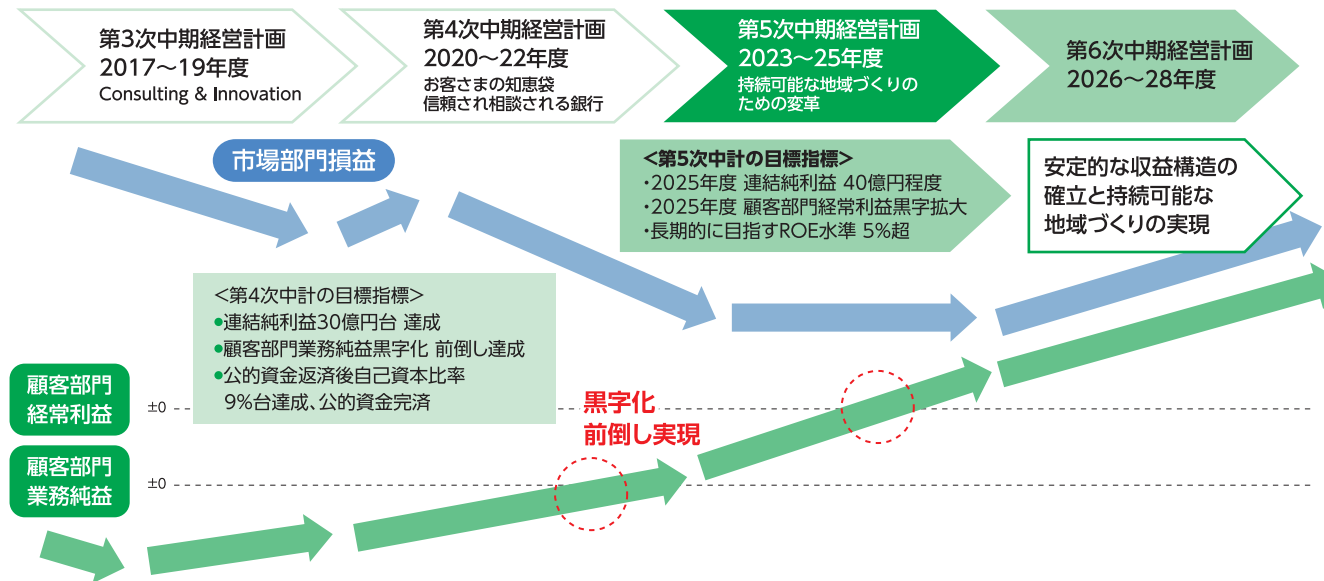 第3次中期経営計画
2017～19年度
Consulting & Innovation
第4次中期経営計画
2020～22年度
お客さまの知恵袋
信頼され相談される銀行
第5次中期経営計画
2023～25年度
持続可能な地域づくりの
ための変革
第6次中期経営計画
2026～28年度
市場部門損益
<第5次中計の目標指標>
・2025年度 連結純利益 40億円程度
・2025年度 顧客部門経常利益黒字拡大
・長期的に目指すROE水準 5%超
安定的な収益構造の
確立と持続可能な
地域づくりの実現
<第4次中計の目標指標>
●連結純利益30億円台 達成
●顧客部門業務純益黒字化 前倒し達成
●公的資金返済後自己資本比率
9%台達成、公的資金完済
顧客部門
経常利益
±0
黒字化
前倒し実現
顧客部門
業務純益
±0